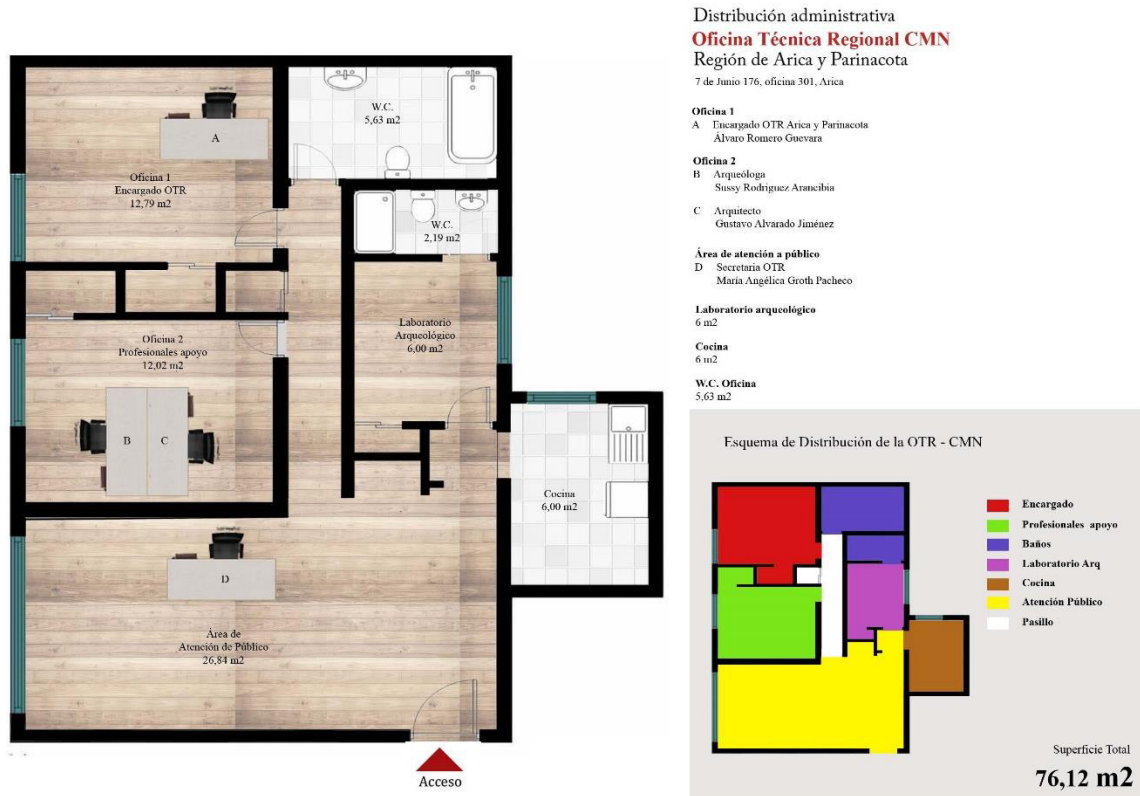 W.C.
5,63 m2
A
Oficina 1
Encargado OTR
12,79 m2
W.C.
2,19 m2
Laboratorio
Arqueológico
6,00 m2
Oficina 2
Profesionales apoyo
12,02 m2
B
C
Cocina
6,00 m2
D
Área de
Atención de Público
26,84 m2
Acceso
Distribución administrativa
Oficina Técnica Regional CMN
Región de Arica y Parinacota
7 de Junio 176, oficina 301, Arica
Oficina 1
A Encargado OTR Arica y Parinacota
Álvaro Romero Guevara
Oficina 2
B Arqueóloga
Sussy Rodríguez Arancibia
C Arquitecto
Gustavo Alvarado Jiménez
Área de atención a público
D Secretaria OTR
María Angélica Groth Pacheco
Laboratorio arqueológico
6 m2
Cocina
6 m2
W.C. Oficina
5,63 m2
Esquema de Distribución de la OTR - CMN
Encargado
Profesionales apoyo
Baños
Laboratorio Arq
Cocina
Atención Público
Pasillo
Superficie Total
76,12 m2